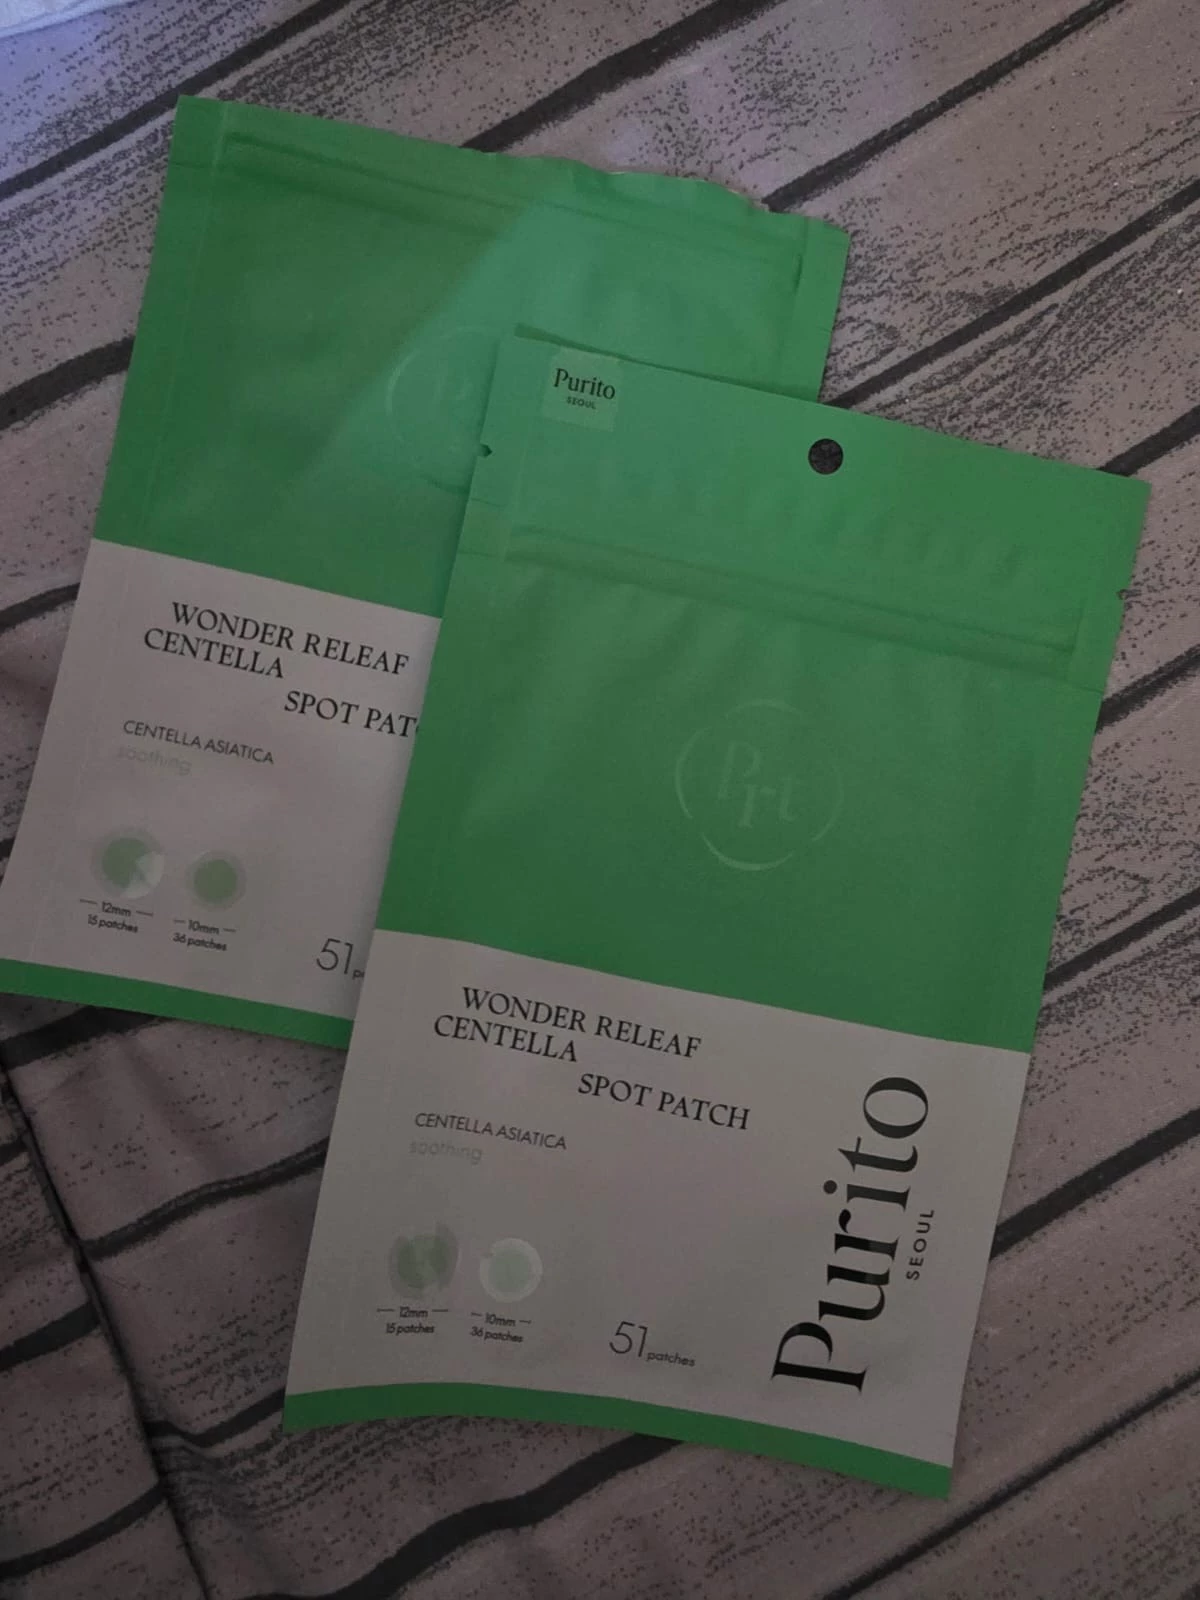 WONDER RELEAF
CENTELLA
SPOT PAT
CENTELLA ASIATICA
soothing
12mm
15 patches
10mm
36 patches
51
Purito
SEOUL
Prt
WONDER RELEAF
CENTELLA
SPOT PATCH
CENTELLA ASIATICA
soothing
12mm
15 patches
10mm
36 patches
51 patches
Purito
SEOUL